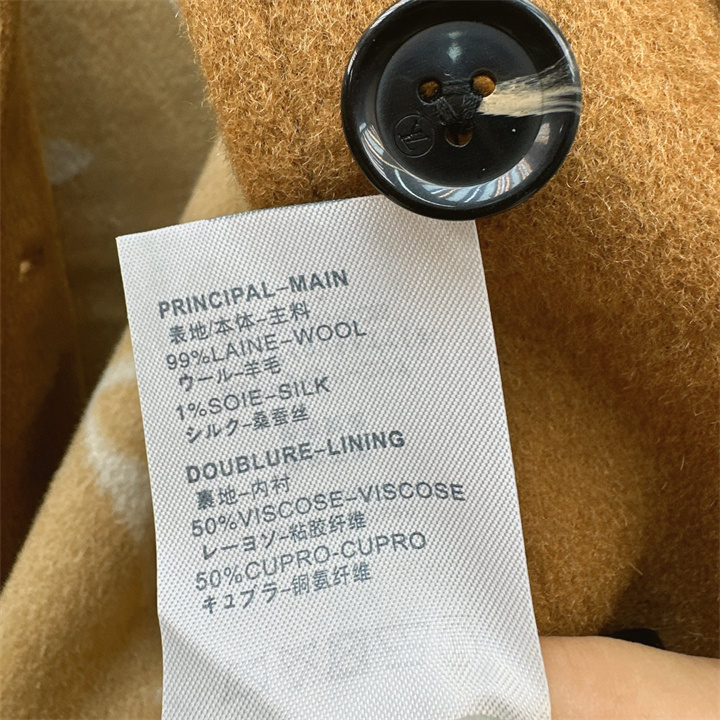 PRINCIPAL–MAIN
表地/本体–主料
99%LAINE–WOOL
ウール–羊毛
1%SOIE–SILK
シルク–桑蚕丝
DOUBLURE–LINING
裏地–内衬
50%VISCOSE–VISCOSE
レーヨン–粘胶纤维
50%CUPRO-CUPRO
キュプラ–铜氨纤维